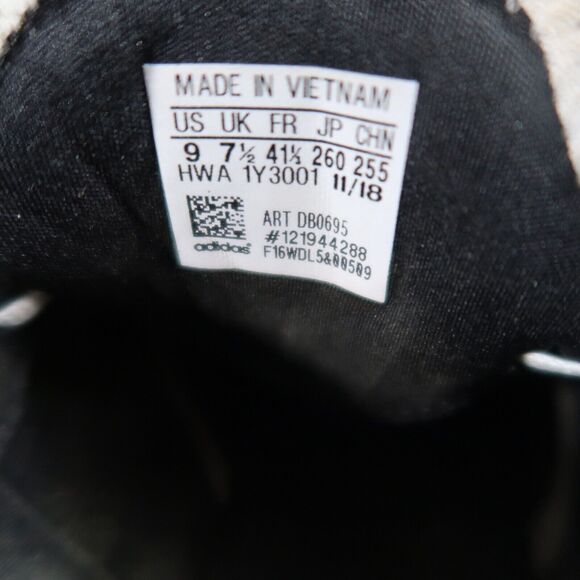 MADE IN VIETNAM
US UK FR JP CHN
9 7½ 41⅓ 260 255
HWA 1Y3001 11/18
ART DB0695
#121944288
adidas F16WDL5&00509